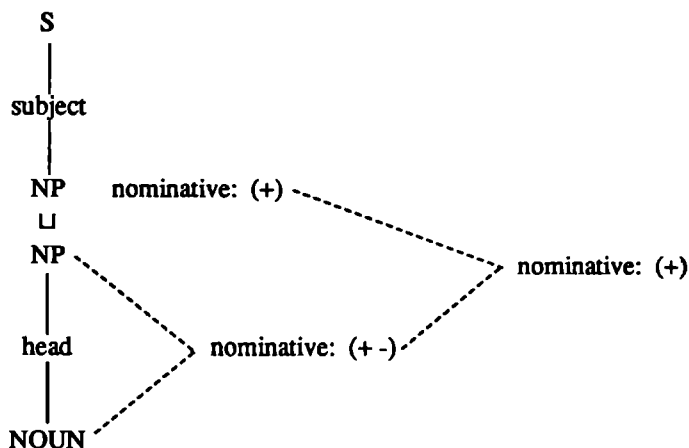 S
subject
NP nominative: (+)
⊔
NP
nominative: (+)
head nominative: (+ -)
NOUN